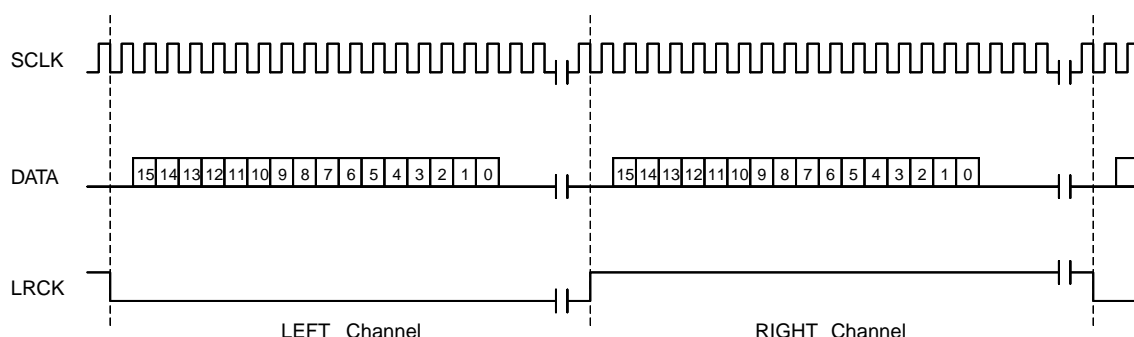 SCLK
DATA
15 14 13 12 11 10 9 8 7 6 5 4 3 2 1 0
15 14 13 12 11 10 9 8 7 6 5 4 3 2 1 0
LRCK
LEFT Channel
RIGHT Channel